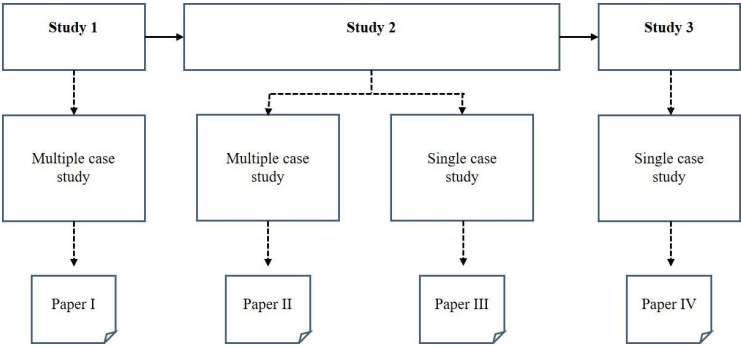 Study 1
Study 2
Study 3
Multiple case
study
Multiple case
study
Single case
study
Single case
study
Paper I
Paper II
Paper III
Paper IV